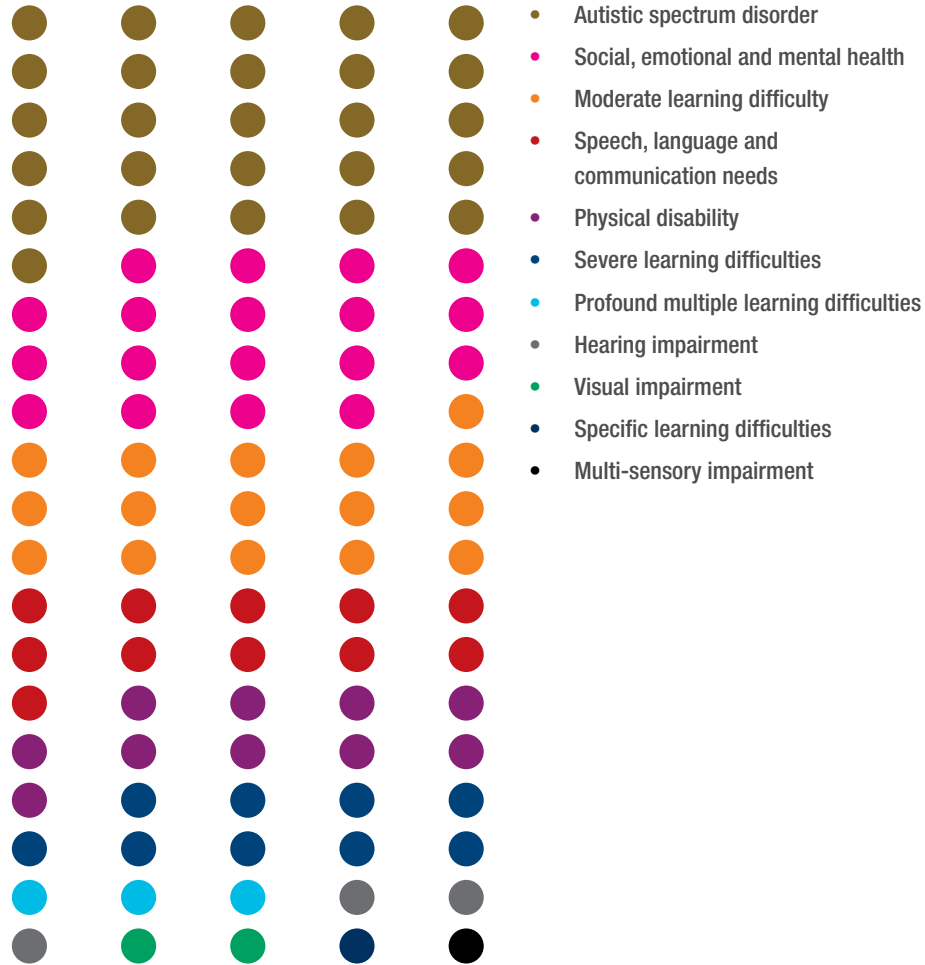 Autistic spectrum disorder
Social, emotional and mental health
Moderate learning difficulty
Speech, language and
communication needs
Physical disability
Severe learning difficulties
Profound multiple learning difficulties
Hearing impairment
Visual impairment
Specific learning difficulties
Multi-sensory impairment